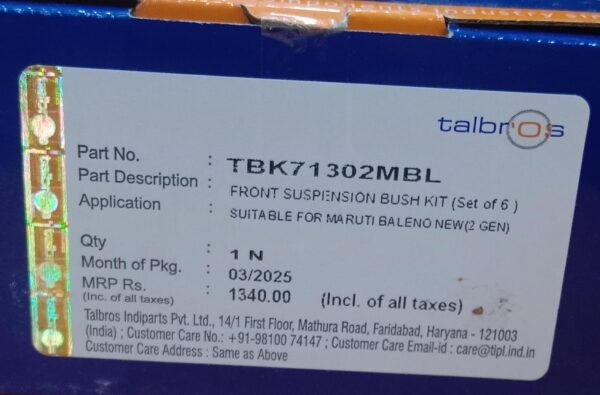 talbros
Part No. : TBK71302MBL
Part Description : FRONT SUSPENSION BUSH KIT (Set of 6 )
Application : SUITABLE FOR MARUTI BALENO NEW(2 GEN)
Qty : 1 N
Month of Pkg. : 03/2025
MRP Rs. : 1340.00 (Incl. of all taxes)
(Inc. of all taxes)
Talbros Indiparts Pvt. Ltd., 14/1 First Floor, Mathura Road, Faridabad, Haryana - 121003
(India) ; Customer Care No.: +91-98100 74147 ; Customer Care Email-id : care@tipl.ind.in
Customer Care Address : Same as Above